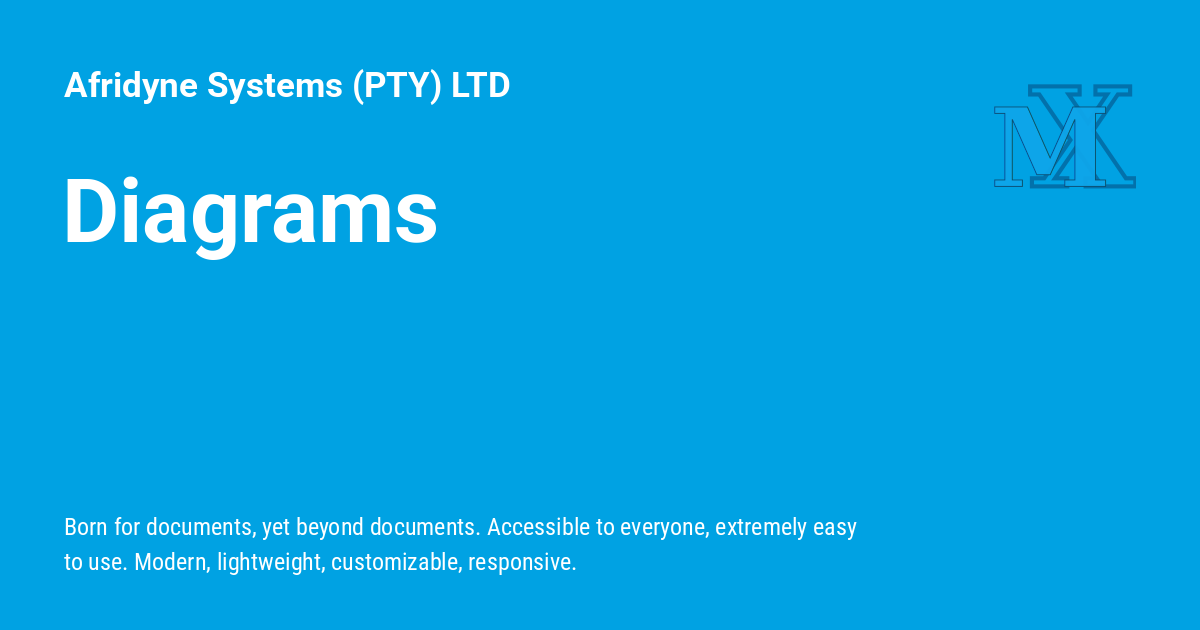 Afridyne Systems (PTY) LTD
MX
Diagrams
Born for documents, yet beyond documents. Accessible to everyone, extremely easy
to use. Modern, lightweight, customizable, responsive.